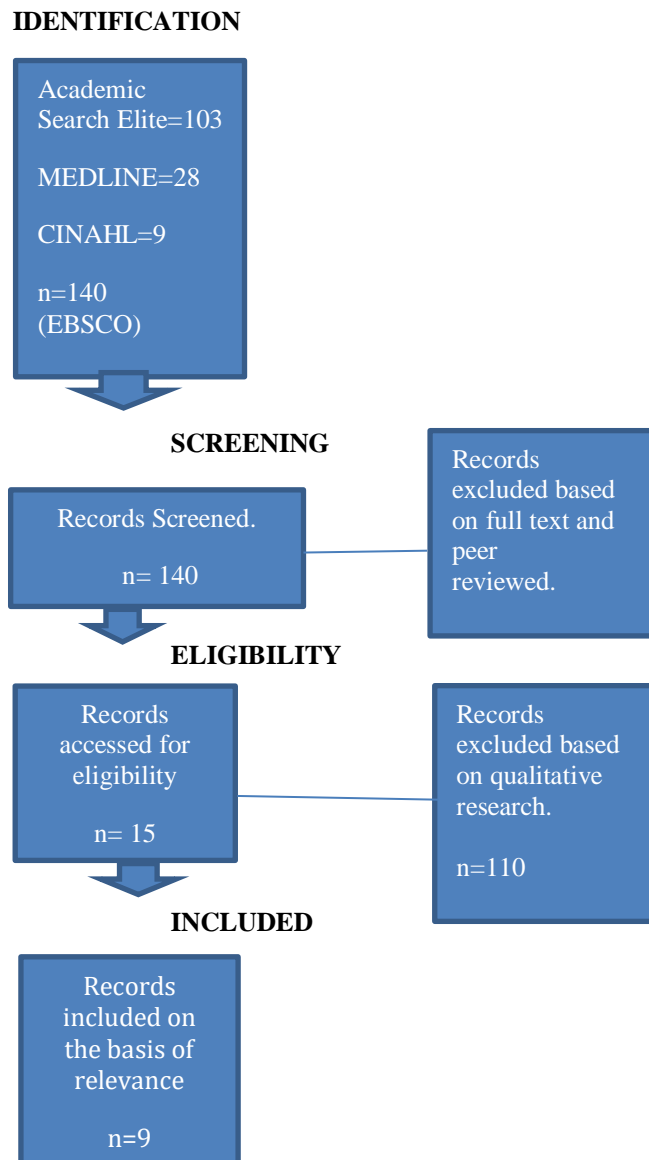 IDENTIFICATION
Academic
Search Elite=103
MEDLINE=28
CINAHL=9
n=140
(EBSCO)
SCREENING
Records Screened.
n= 140
Records
excluded based
on full text and
peer
reviewed.
ELIGIBILITY
Records
accessed for
eligibility
n= 15
Records
excluded based
on qualitative
research.
n=110
INCLUDED
Records
included on
the basis of
relevance
n=9